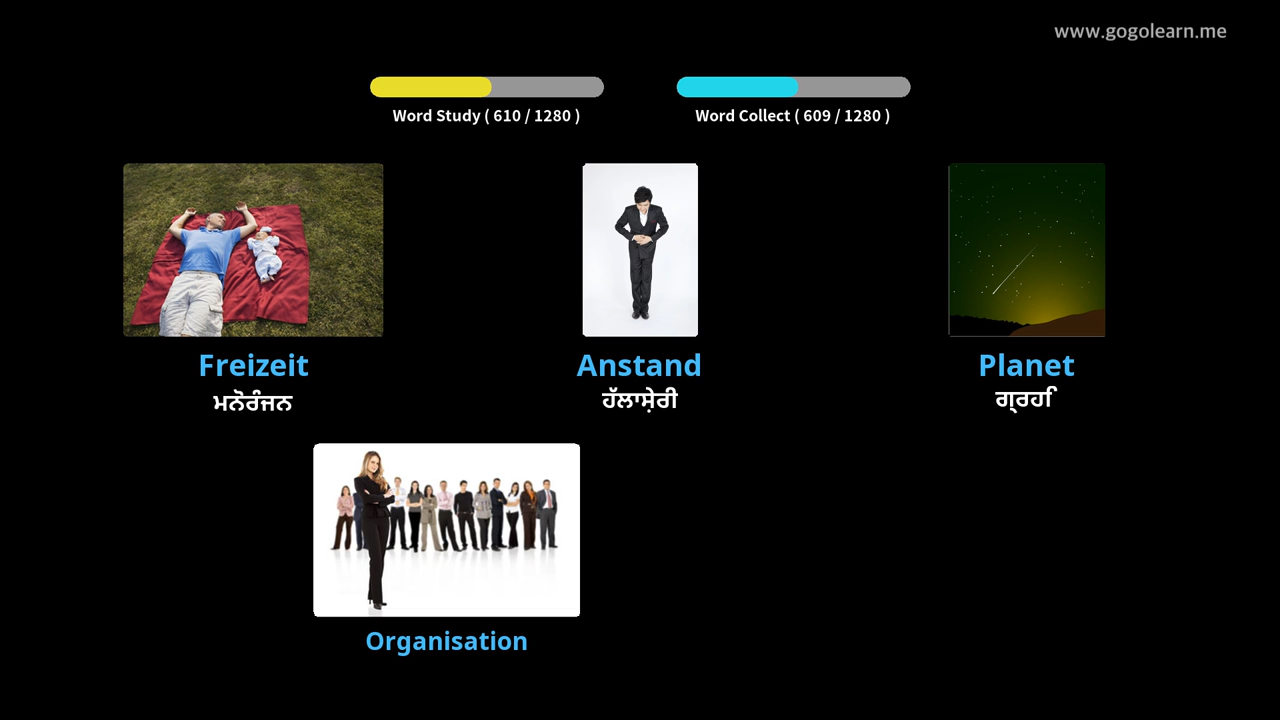 www.gogolearn.me
Word Study ( 610 / 1280 )
Word Collect ( 609 / 1280 )
Freizeit
Anstand
Planet
ਮਨੋਰੰਜਨ
ਹੱਲਾਸ਼ੇਰੀ
ਗ੍ਰਹਿ
Organisation